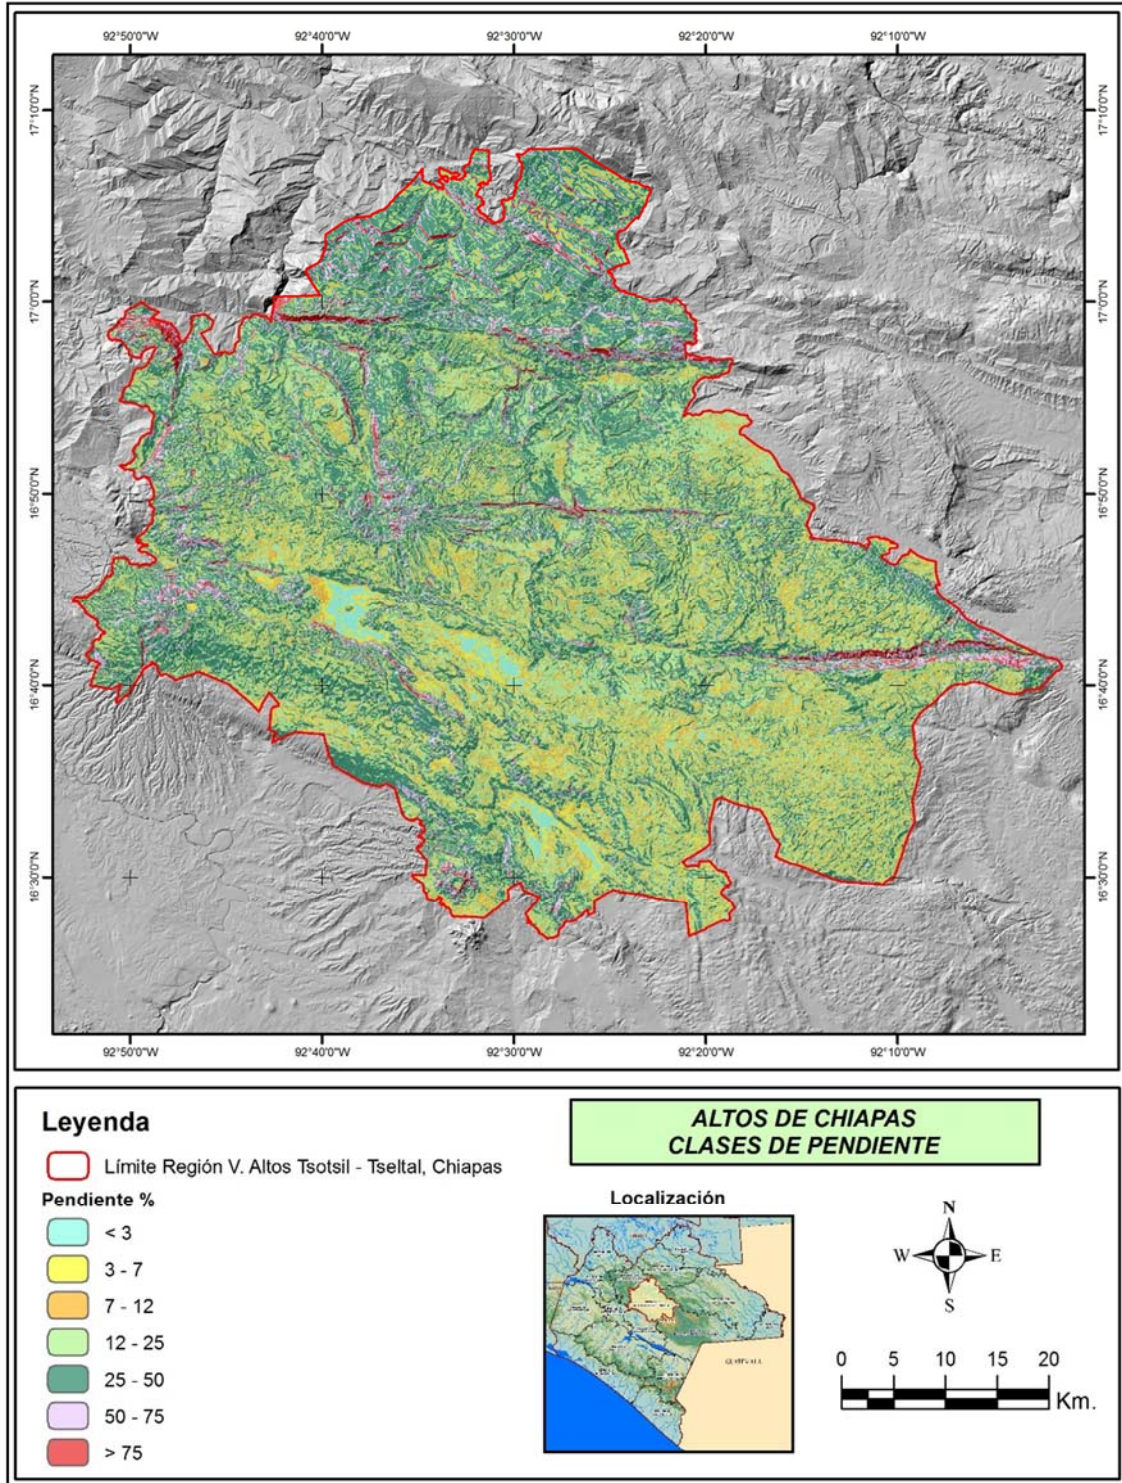 92°50'0"W 92°40'0"W 92°30'0"W 92°20'0"W 92°10'0"W
17°10'0"N 17°10'0"N
17°0'0"N 17°0'0"N
16°50'0"N 16°50'0"N
16°40'0"N 16°40'0"N
16°30'0"N 16°30'0"N
92°50'0"W 92°40'0"W 92°30'0"W 92°20'0"W 92°10'0"W
Leyenda
Límite Región V. Altos Tsotsil - Tseltal, Chiapas
Pendiente %
< 3
3 - 7
7 - 12
12 - 25
25 - 50
50 - 75
> 75
ALTOS DE CHIAPAS
CLASES DE PENDIENTE
Localización
N
W E
S
0 5 10 15 20
Km.